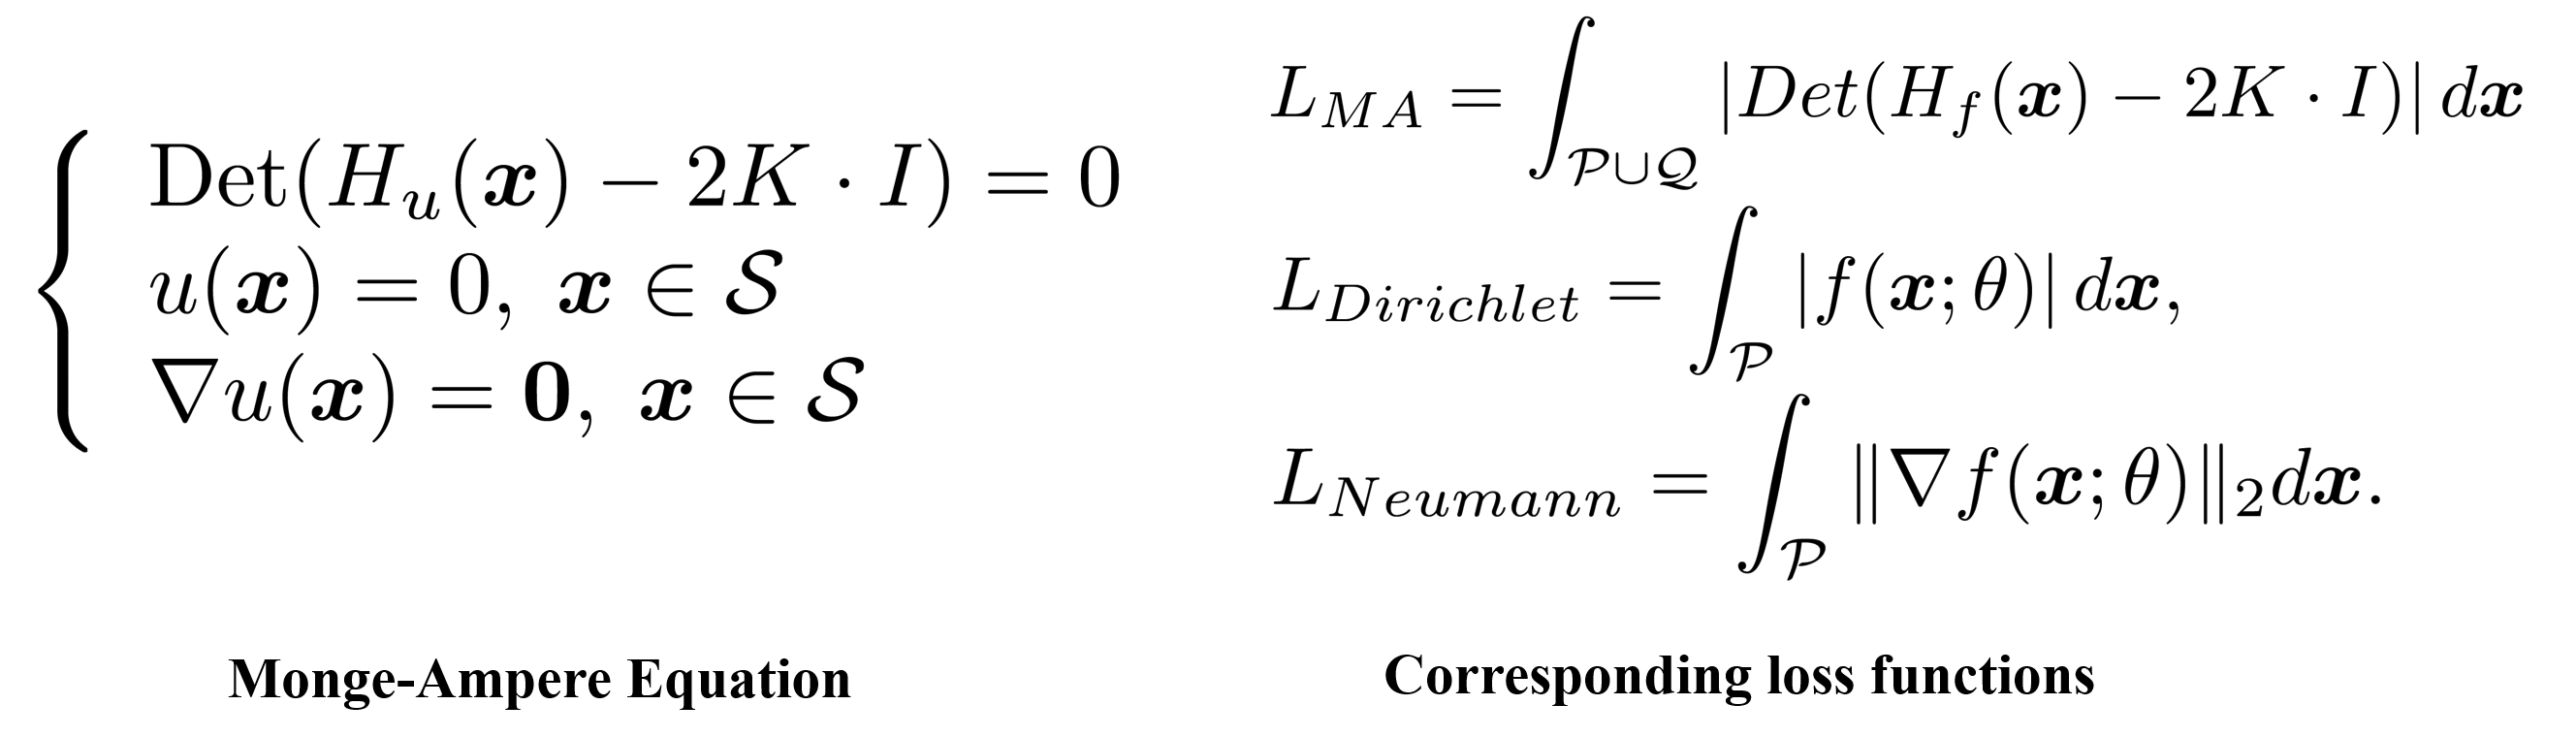 Det(H_u(𝒙) − 2K · I) = 0
u(𝒙) = 0, 𝒙 ∈ 𝒮
∇u(𝒙) = 𝟎, 𝒙 ∈ 𝒮
Monge-Ampere Equation
L_{MA} = ∫_{𝒫∪𝒬} |Det(H_f(𝒙) − 2K · I)| d𝒙
L_{Dirichlet} = ∫_𝒫 |f(𝒙; θ)| d𝒙,
L_{Neumann} = ∫_𝒫 ‖∇f(𝒙; θ)‖_2 d𝒙.
Corresponding loss functions